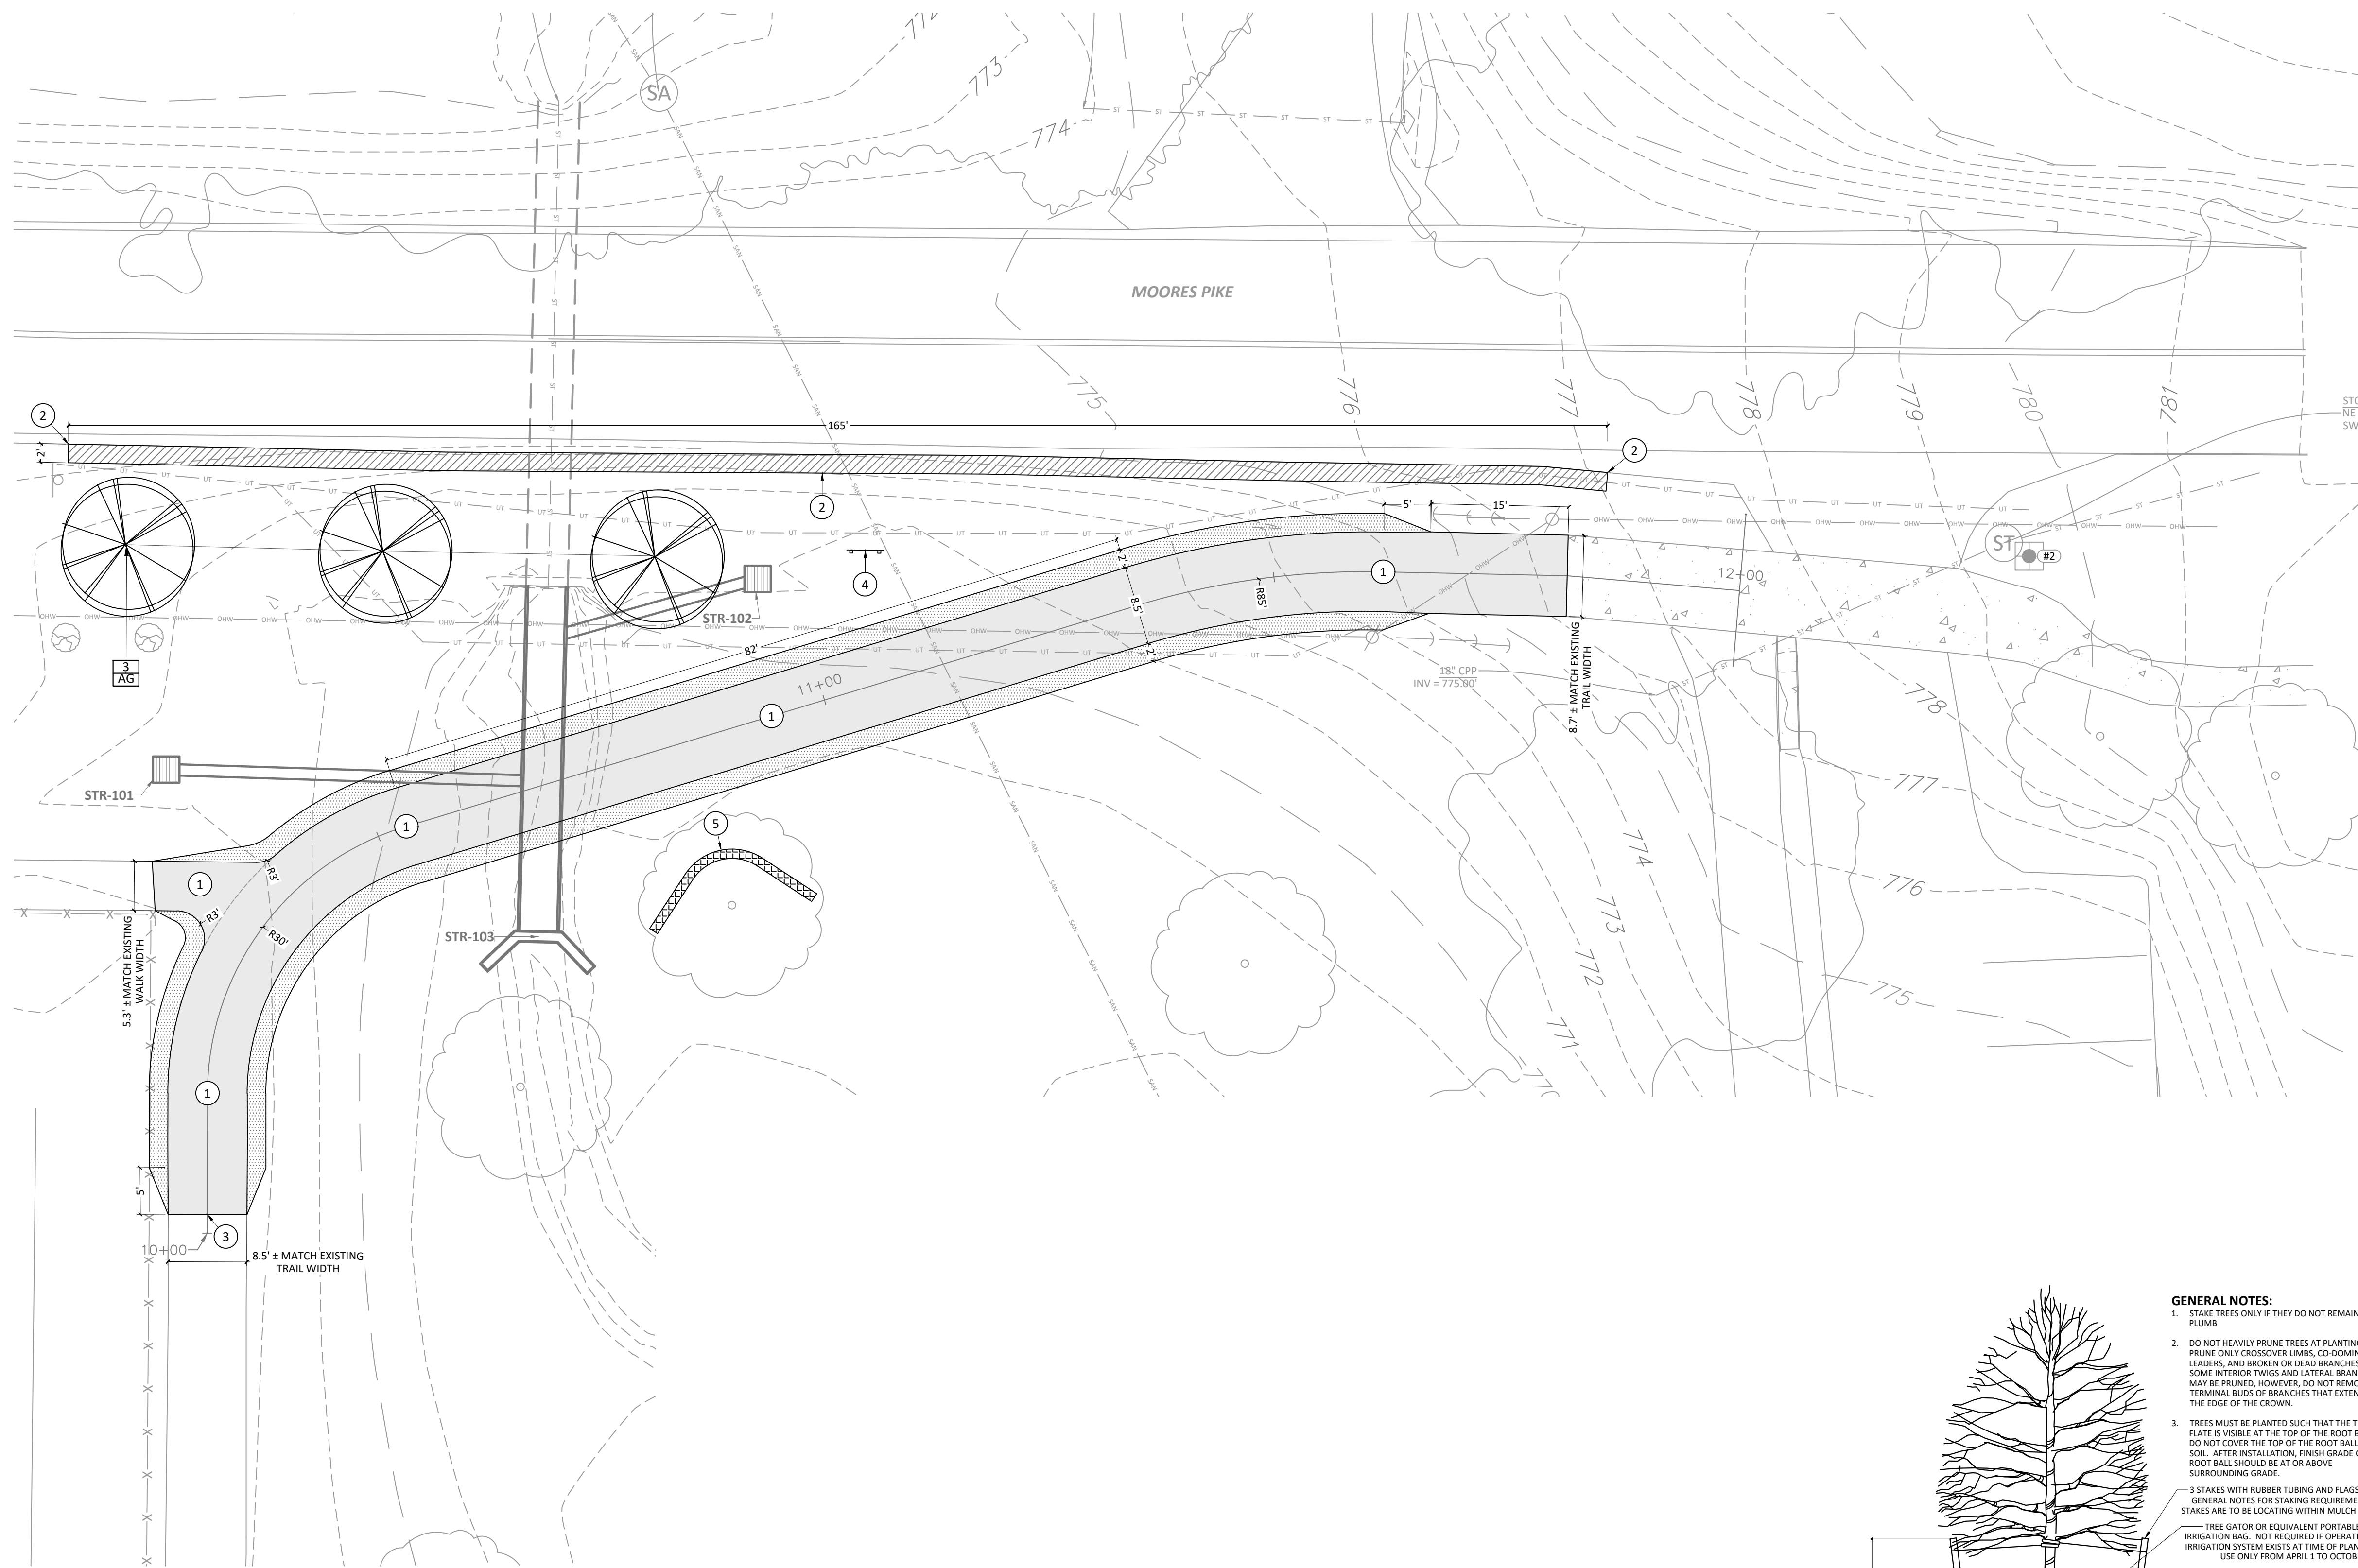 772
773
774
SA
MOORES PIKE
775
776
777
778
779
780
781
2
165'
2
2'
2
STO
NE
SW
5'
15'
4
STR-102
2'
8.5'
2'
R85'
1
12+00
ST
#2
82'
3
AG
11+00
1
18" CPP
INV = 775.00'
8.7' ± MATCH EXISTING
TRAIL WIDTH
778
777
776
775
774
773
772
771
STR-101
1
5
R3'
1
R3'
R30'
5.3' ± MATCH EXISTING
WALK WIDTH
STR-103
1
5'
3
10+00
8.5' ± MATCH EXISTING
TRAIL WIDTH
SAN
ST
UT
OHW
X
GENERAL NOTES:
1. STAKE TREES ONLY IF THEY DO NOT REMAIN
PLUMB
2. DO NOT HEAVILY PRUNE TREES AT PLANTING
PRUNE ONLY CROSSOVER LIMBS, CO-DOMIN
LEADERS, AND BROKEN OR DEAD BRANCHES
SOME INTERIOR TWIGS AND LATERAL BRAN
MAY BE PRUNED, HOWEVER, DO NOT REMO
TERMINAL BUDS OF BRANCHES THAT EXTEN
THE EDGE OF THE CROWN.
3. TREES MUST BE PLANTED SUCH THAT THE T
FLATE IS VISIBLE AT THE TOP OF THE ROOT B
DO NOT COVER THE TOP OF THE ROOT BALL
SOIL. AFTER INSTALLATION, FINISH GRADE O
ROOT BALL SHOULD BE AT OR ABOVE
SURROUNDING GRADE.
3 STAKES WITH RUBBER TUBING AND FLAGS
GENERAL NOTES FOR STAKING REQUIREME
STAKES ARE TO BE LOCATING WITHIN MULCH
TREE GATOR OR EQUIVALENT PORTABLE
IRRIGATION BAG. NOT REQUIRED IF OPERATI
IRRIGATION SYSTEM EXISTS AT TIME OF PLAN
USE ONLY FROM APRIL 1 TO OCTOB